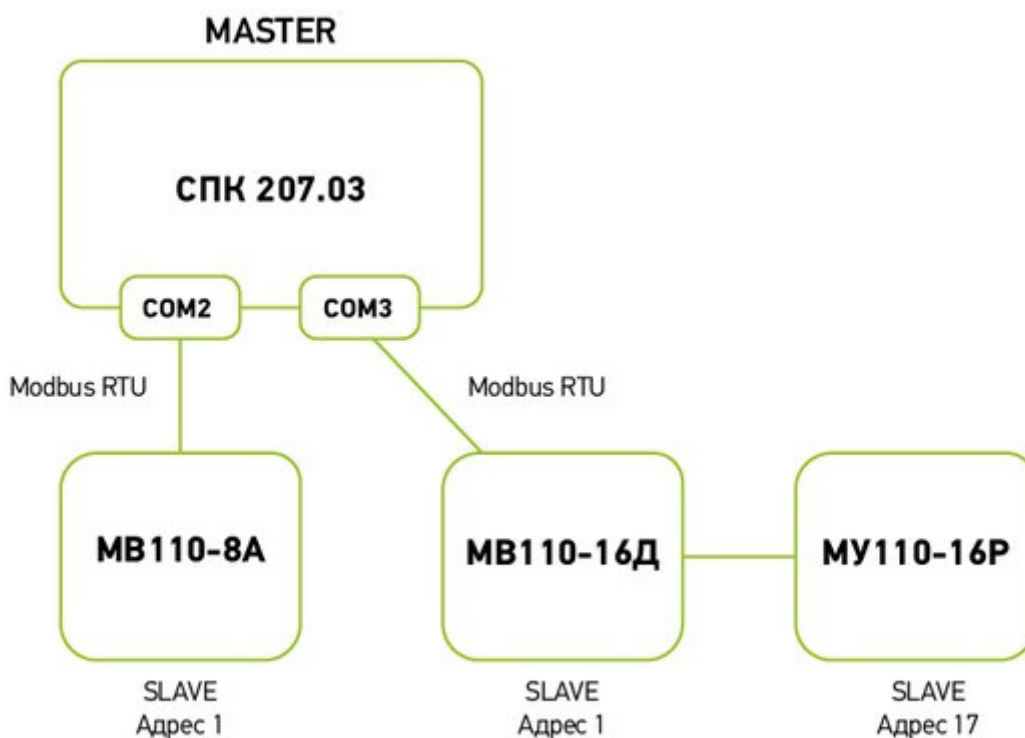 MASTER
СПК 207.03
COM2
COM3
Modbus RTU
Modbus RTU
МВ110-8А
МВ110-16Д
МУ110-16Р
SLAVE
Адрес 1
SLAVE
Адрес 1
SLAVE
Адрес 17